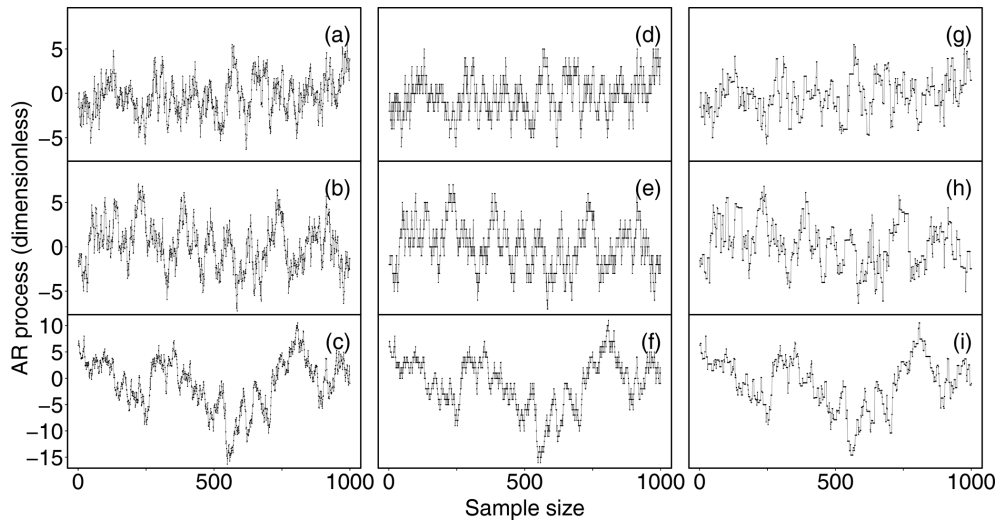 (a)
(d)
(g)
5
0
−5
(b)
(e)
(h)
5
0
−5
AR process (dimensionless)
(c)
(f)
(i)
10
5
0
−5
−10
−15
0 500 1000 0 500 1000 0 500 1000
Sample size